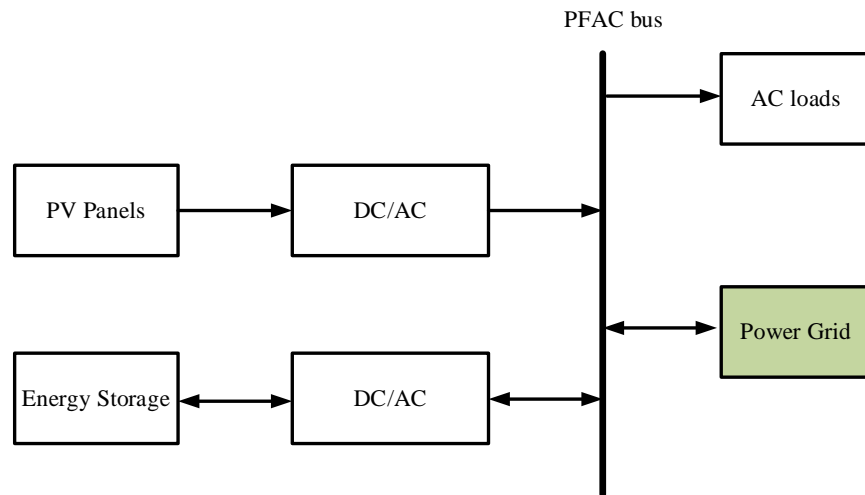 PFAC bus
AC loads
PV Panels
DC/AC
Power Grid
Energy Storage
DC/AC